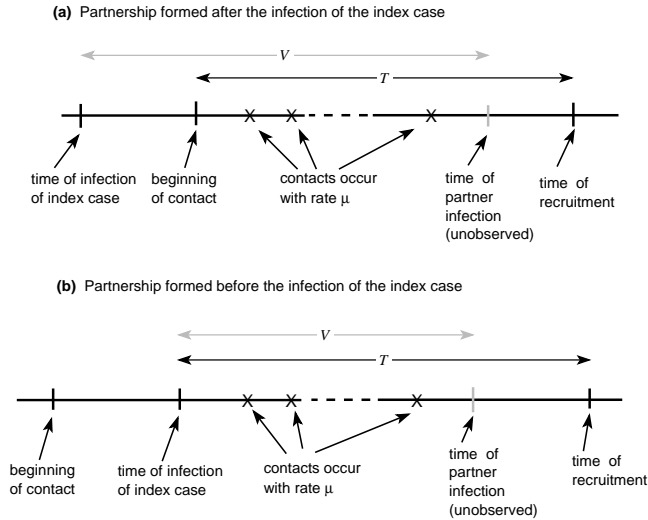 (a) Partnership formed after the infection of the index case
V
T
X X X
time of infection
of index case
beginning
of contact
contacts occur
with rate μ
time of
partner
infection
(unobserved)
time of
recruitment
(b) Partnership formed before the infection of the index case
V
T
X X X
beginning
of contact
time of infection
of index case
contacts occur
with rate μ
time of
partner
infection
(unobserved)
time of
recruitment